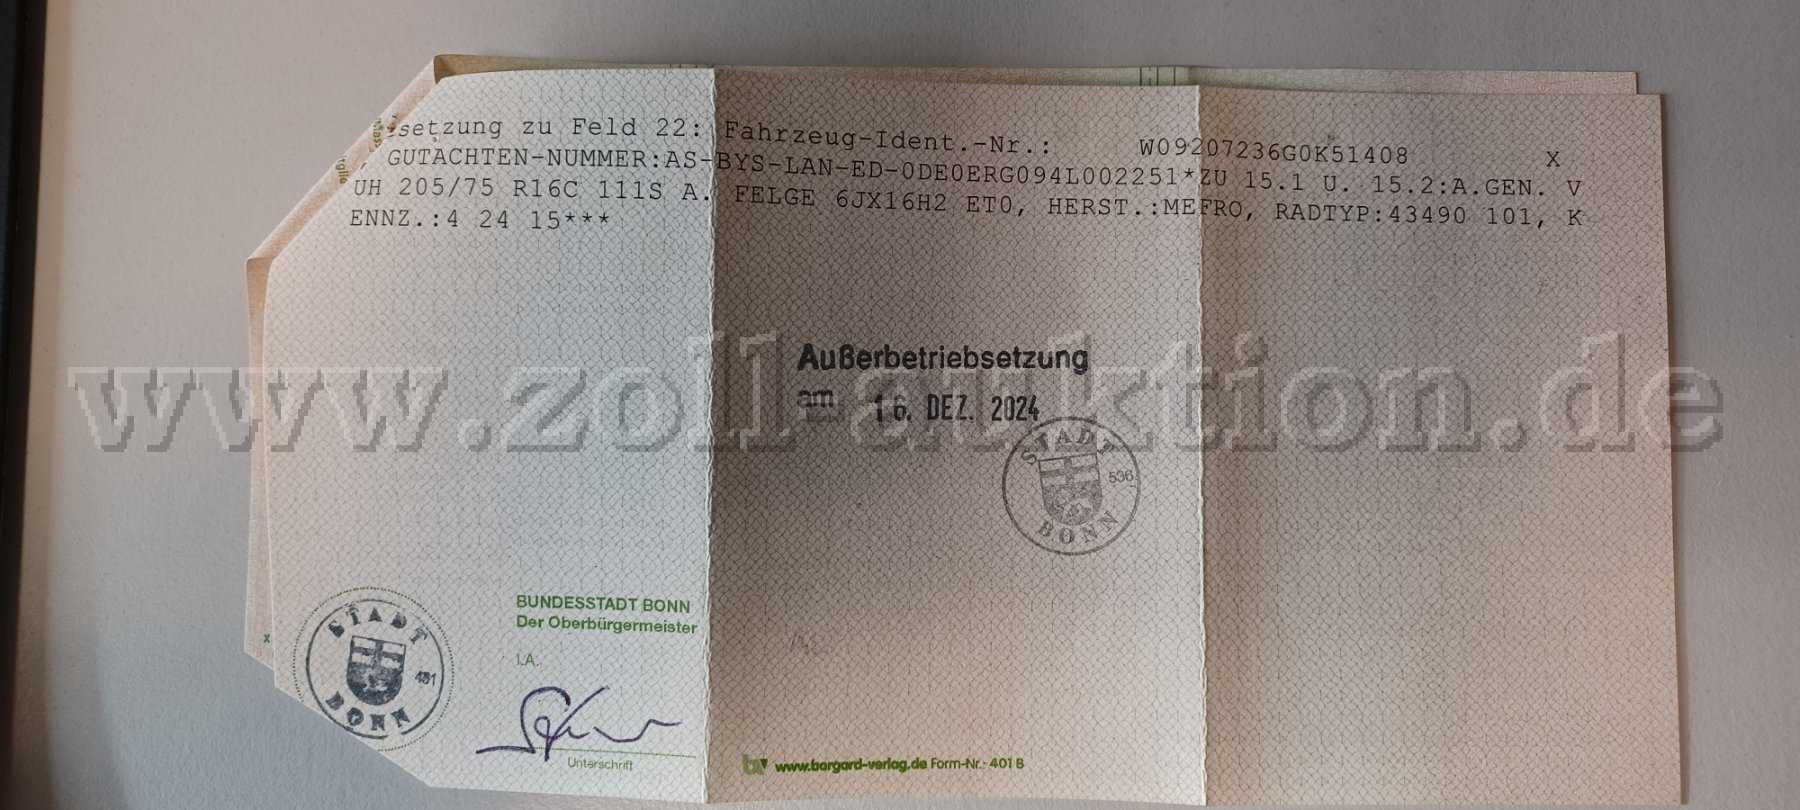 setzung zu Feld 22: Fahrzeug-Ident.-Nr.: W09207236G0K51408 X
GUTACHTEN-NUMMER:AS-BYS-LAN-ED-0DE0ERG094L002251*ZU 15.1 U. 15.2:A.GEN. V
UH 205/75 R16C 111S A. FELGE 6JX16H2 ET0, HERST.:MEFRO, RADTYP:43490 101, K
ENNZ.:4 24 15***
Außerbetriebsetzung
am 16. DEZ. 2024
www.zoll-auktion.de
STADT
536
BONN
BUNDESSTADT BONN
Der Oberbürgermeister
I.A.
STADT
481
BONN
Unterschrift
x
bv www.borgard-verlag.de Form-Nr.: 401 B